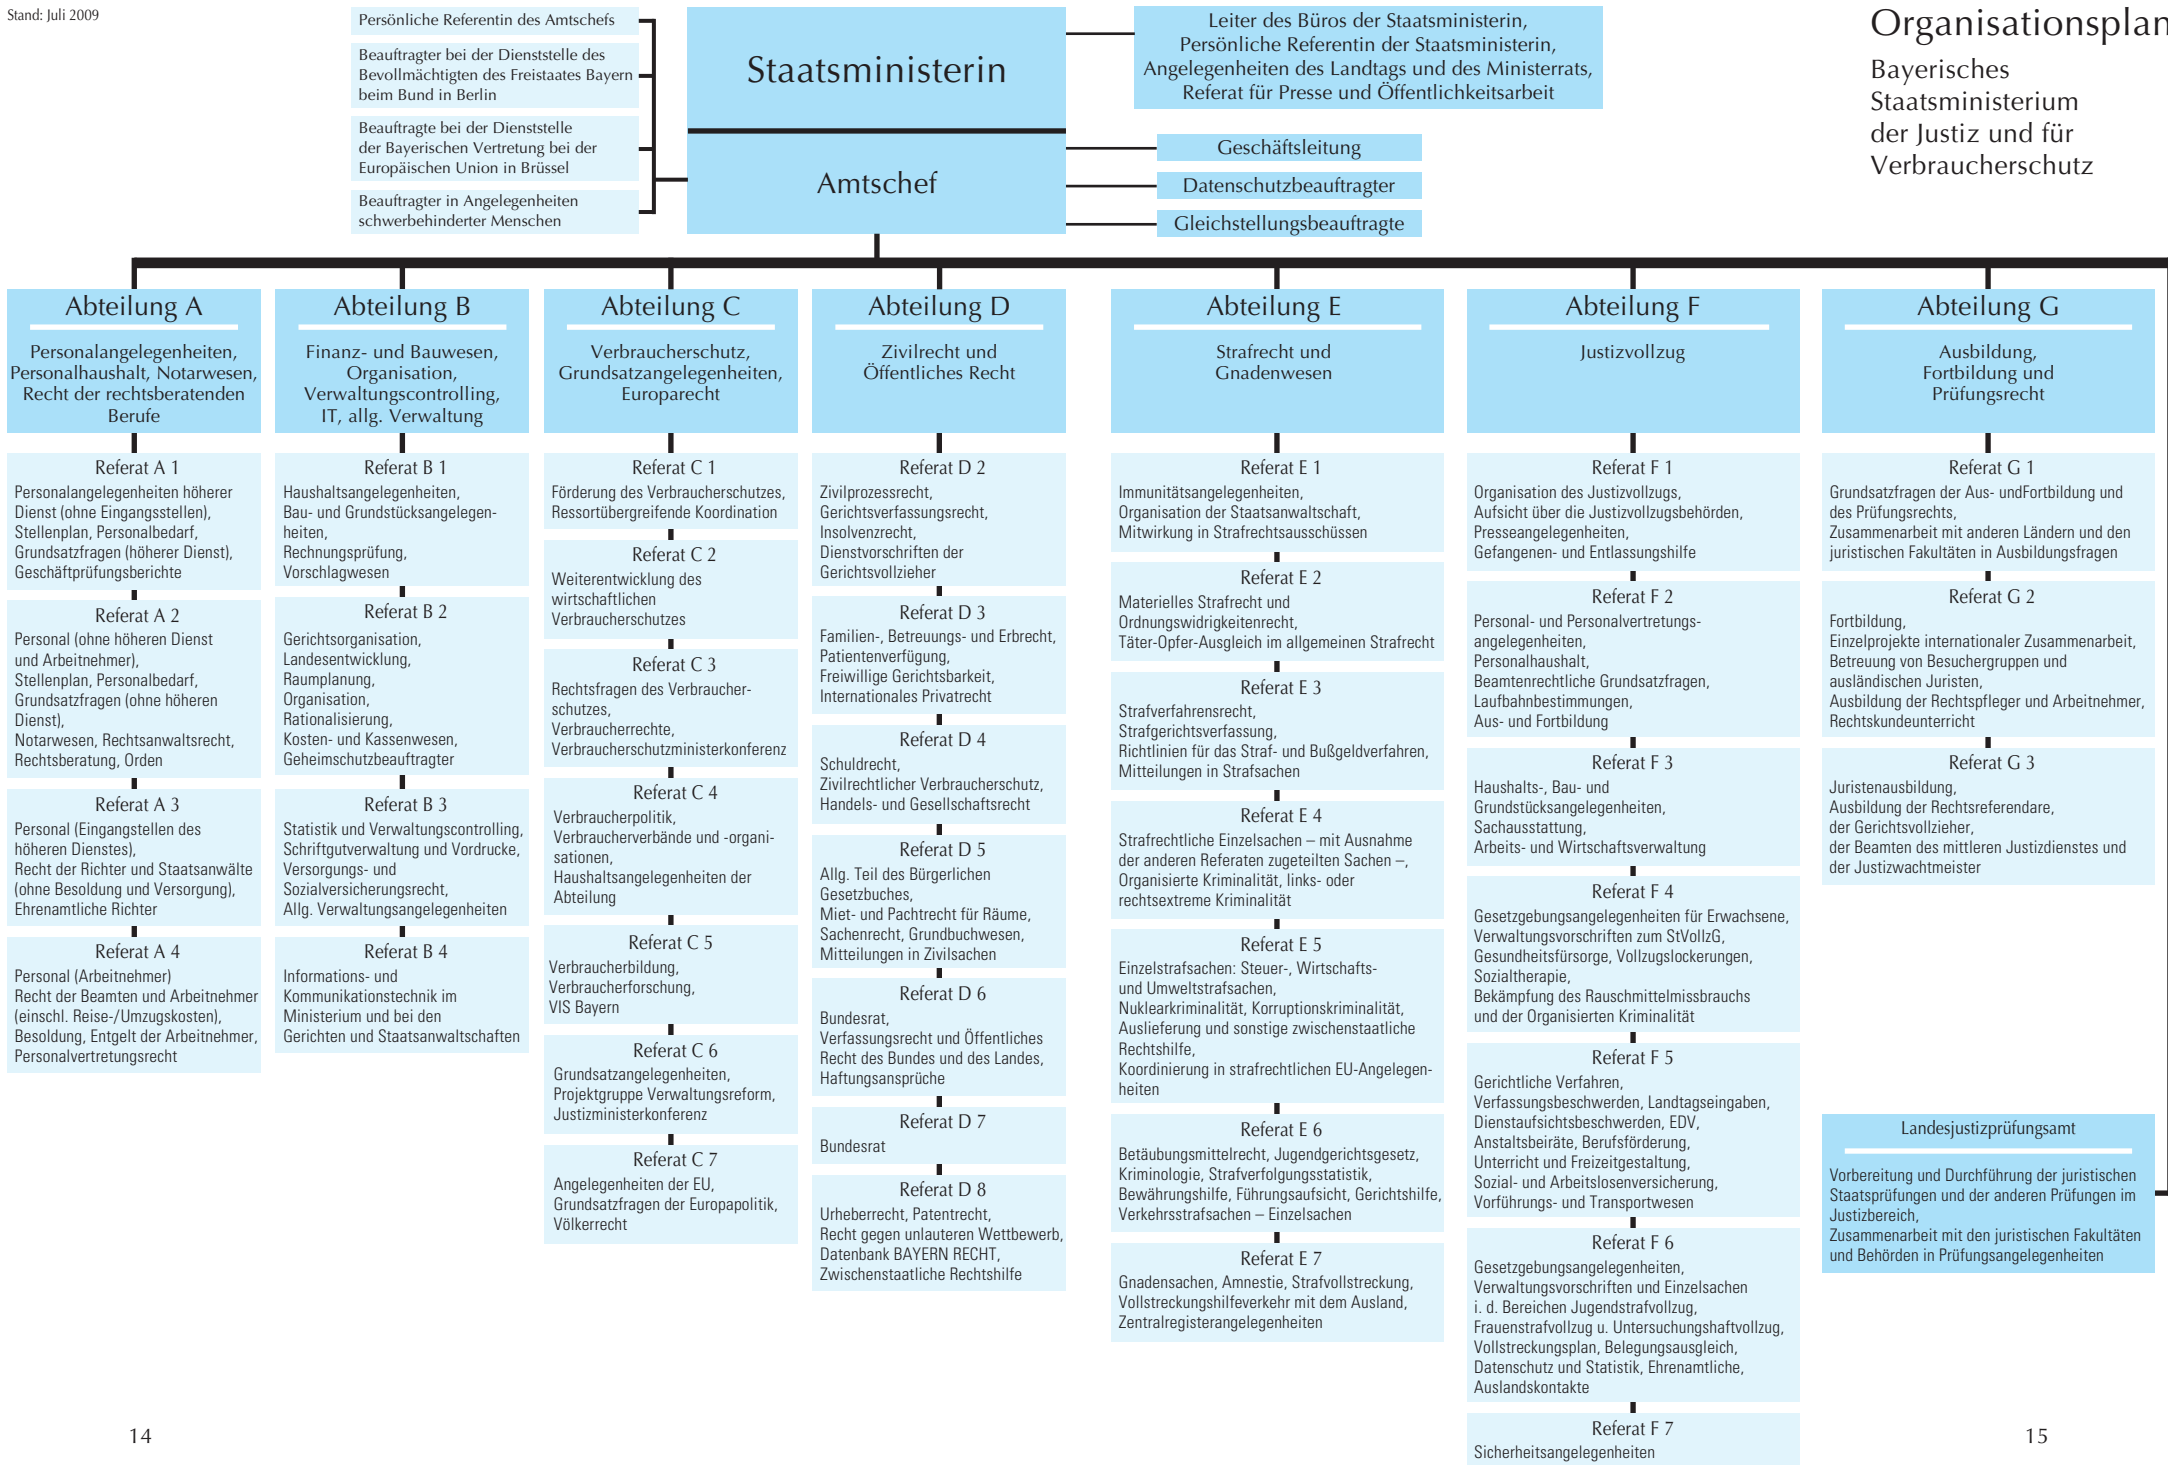 Stand: Juli 2009
Persönliche Referentin des Amtschefs
Beauftragter bei der Dienststelle des
Bevollmächtigten des Freistaates Bayern
beim Bund in Berlin
Beauftragte bei der Dienststelle
der Bayerischen Vertretung bei der
Europäischen Union in Brüssel
Beauftragter in Angelegenheiten
schwerbehinderter Menschen
Staatsministerin
Amtschef
Leiter des Büros der Staatsministerin,
Persönliche Referentin der Staatsministerin,
Angelegenheiten des Landtags und des Ministerrats,
Referat für Presse und Öffentlichkeitsarbeit
Geschäftsleitung
Datenschutzbeauftragter
Gleichstellungsbeauftragte
Organisationsplan
Bayerisches
Staatsministerium
der Justiz und für
Verbraucherschutz
Abteilung A
Personalangelegenheiten,
Personalhaushalt, Notarwesen,
Recht der rechtsberatenden
Berufe
Referat A 1
Personalangelegenheiten höherer
Dienst (ohne Eingangsstellen),
Stellenplan, Personalbedarf,
Grundsatzfragen (höherer Dienst),
Geschäftprüfungsberichte
Referat A 2
Personal (ohne höheren Dienst
und Arbeitnehmer),
Stellenplan, Personalbedarf,
Grundsatzfragen (ohne höheren
Dienst),
Notarwesen, Rechtsanwaltsrecht,
Rechtsberatung, Orden
Referat A 3
Personal (Eingangstellen des
höheren Dienstes),
Recht der Richter und Staatsanwälte
(ohne Besoldung und Versorgung),
Ehrenamtliche Richter
Referat A 4
Personal (Arbeitnehmer)
Recht der Beamten und Arbeitnehmer
(einschl. Reise-/Umzugskosten),
Besoldung, Entgelt der Arbeitnehmer,
Personalvertretungsrecht
Abteilung B
Finanz- und Bauwesen,
Organisation,
Verwaltungscontrolling,
IT, allg. Verwaltung
Referat B 1
Haushaltsangelegenheiten,
Bau- und Grundstücksangelegen-
heiten,
Rechnungsprüfung,
Vorschlagwesen
Referat B 2
Gerichtsorganisation,
Landesentwicklung,
Raumplanung,
Organisation,
Rationalisierung,
Kosten- und Kassenwesen,
Geheimschutzbeauftragter
Referat B 3
Statistik und Verwaltungscontrolling,
Schriftgutverwaltung und Vordrucke,
Versorgungs- und
Sozialversicherungsrecht,
Allg. Verwaltungsangelegenheiten
Referat B 4
Informations- und
Kommunikationstechnik im
Ministerium und bei den
Gerichten und Staatsanwaltschaften
Abteilung C
Verbraucherschutz,
Grundsatzangelegenheiten,
Europarecht
Referat C 1
Förderung des Verbraucherschutzes,
Ressortübergreifende Koordination
Referat C 2
Weiterentwicklung des
wirtschaftlichen
Verbraucherschutzes
Referat C 3
Rechtsfragen des Verbraucher-
schutzes,
Verbraucherrechte,
Verbraucherschutzministerkonferenz
Referat C 4
Verbraucherpolitik,
Verbraucherverbände und -organi-
sationen,
Haushaltsangelegenheiten der
Abteilung
Referat C 5
Verbraucherbildung,
Verbraucherforschung,
VIS Bayern
Referat C 6
Grundsatzangelegenheiten,
Projektgruppe Verwaltungsreform,
Justizministerkonferenz
Referat C 7
Angelegenheiten der EU,
Grundsatzfragen der Europapolitik,
Völkerrecht
Abteilung D
Zivilrecht und
Öffentliches Recht
Referat D 2
Zivilprozessrecht,
Gerichtsverfassungsrecht,
Insolvenzrecht,
Dienstvorschriften der
Gerichtsvollzieher
Referat D 3
Familien-, Betreuungs- und Erbrecht,
Patientenverfügung,
Freiwillige Gerichtsbarkeit,
Internationales Privatrecht
Referat D 4
Schuldrecht,
Zivilrechtlicher Verbraucherschutz,
Handels- und Gesellschaftsrecht
Referat D 5
Allg. Teil des Bürgerlichen
Gesetzbuches,
Miet- und Pachtrecht für Räume,
Sachenrecht, Grundbuchwesen,
Mitteilungen in Zivilsachen
Referat D 6
Bundesrat,
Verfassungsrecht und Öffentliches
Recht des Bundes und des Landes,
Haftungsansprüche
Referat D 7
Bundesrat
Referat D 8
Urheberrecht, Patentrecht,
Recht gegen unlauteren Wettbewerb,
Datenbank BAYERN RECHT,
Zwischenstaatliche Rechtshilfe
Abteilung E
Strafrecht und
Gnadenwesen
Referat E 1
Immunitätsangelegenheiten,
Organisation der Staatsanwaltschaft,
Mitwirkung in Strafrechtsausschüssen
Referat E 2
Materielles Strafrecht und
Ordnungswidrigkeitenrecht,
Täter-Opfer-Ausgleich im allgemeinen Strafrecht
Referat E 3
Strafverfahrensrecht,
Strafgerichtsverfassung,
Richtlinien für das Straf- und Bußgeldverfahren,
Mitteilungen in Strafsachen
Referat E 4
Strafrechtliche Einzelsachen – mit Ausnahme
der anderen Referaten zugeteilten Sachen –,
Organisierte Kriminalität, links- oder
rechtsextreme Kriminalität
Referat E 5
Einzelstrafsachen: Steuer-, Wirtschafts-
und Umweltstrafsachen,
Nuklearkriminalität, Korruptionskriminalität,
Auslieferung und sonstige zwischenstaatliche
Rechtshilfe,
Koordinierung in strafrechtlichen EU-Angelegen-
heiten
Referat E 6
Betäubungsmittelrecht, Jugendgerichtsgesetz,
Kriminologie, Strafverfolgungsstatistik,
Bewährungshilfe, Führungsaufsicht, Gerichtshilfe,
Verkehrsstrafsachen – Einzelsachen
Referat E 7
Gnadensachen, Amnestie, Strafvollstreckung,
Vollstreckungshilfeverkehr mit dem Ausland,
Zentralregisterangelegenheiten
Abteilung F
Justizvollzug
Referat F 1
Organisation des Justizvollzugs,
Aufsicht über die Justizvollzugsbehörden,
Presseangelegenheiten,
Gefangenen- und Entlassungshilfe
Referat F 2
Personal- und Personalvertretungs-
angelegenheiten,
Personalhaushalt,
Beamtenrechtliche Grundsatzfragen,
Laufbahnbestimmungen,
Aus- und Fortbildung
Referat F 3
Haushalts-, Bau- und
Grundstücksangelegenheiten,
Sachausstattung,
Arbeits- und Wirtschaftsverwaltung
Referat F 4
Gesetzgebungsangelegenheiten für Erwachsene,
Verwaltungsvorschriften zum StVollzG,
Gesundheitsfürsorge, Vollzugslockerungen,
Sozialtherapie,
Bekämpfung des Rauschmittelmissbrauchs
und der Organisierten Kriminalität
Referat F 5
Gerichtliche Verfahren,
Verfassungsbeschwerden, Landtagseingaben,
Dienstaufsichtsbeschwerden, EDV,
Anstaltsbeiräte, Berufsförderung,
Unterricht und Freizeitgestaltung,
Sozial- und Arbeitslosenversicherung,
Vorführungs- und Transportwesen
Referat F 6
Gesetzgebungsangelegenheiten,
Verwaltungsvorschriften und Einzelsachen
i. d. Bereichen Jugendstrafvollzug,
Frauenstrafvollzug u. Untersuchungshaftvollzug,
Vollstreckungsplan, Belegungsausgleich,
Datenschutz und Statistik, Ehrenamtliche,
Auslandskontakte
Referat F 7
Sicherheitsangelegenheiten
Abteilung G
Ausbildung,
Fortbildung und
Prüfungsrecht
Referat G 1
Grundsatzfragen der Aus- undFortbildung und
des Prüfungsrechts,
Zusammenarbeit mit anderen Ländern und den
juristischen Fakultäten in Ausbildungsfragen
Referat G 2
Fortbildung,
Einzelprojekte internationaler Zusammenarbeit,
Betreuung von Besuchergruppen und
ausländischen Juristen,
Ausbildung der Rechtspfleger und Arbeitnehmer,
Rechtskundeunterricht
Referat G 3
Juristenausbildung,
Ausbildung der Rechtsreferendare,
der Gerichtsvollzieher,
der Beamten des mittleren Justizdienstes und
der Justizwachtmeister
Landesjustizprüfungsamt
Vorbereitung und Durchführung der juristischen
Staatsprüfungen und der anderen Prüfungen im
Justizbereich,
Zusammenarbeit mit den juristischen Fakultäten
und Behörden in Prüfungsangelegenheiten
14
15